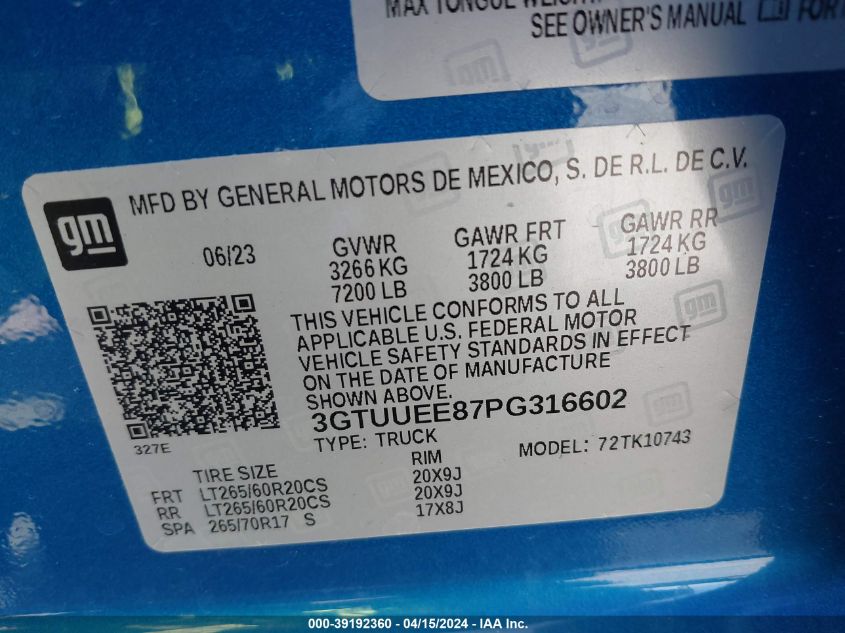 MAX TONGUE WEIGHT
SEE OWNER'S MANUAL FOR
gm
MFD BY GENERAL MOTORS DE MEXICO, S. DE R.L. DE C.V.
06/23
GVWR GAWR FRT GAWR RR
3266 KG 1724 KG 1724 KG
7200 LB 3800 LB 3800 LB
THIS VEHICLE CONFORMS TO ALL
APPLICABLE U.S. FEDERAL MOTOR
VEHICLE SAFETY STANDARDS IN EFFECT
ON THE DATE OF MANUFACTURE
SHOWN ABOVE.
3GTUUEE87PG316602
327E
TYPE: TRUCK MODEL: 72TK10743
TIRE SIZE RIM
FRT LT265/60R20CS 20X9J
RR LT265/60R20CS 20X9J
SPA 265/70R17 S 17X8J
000-39192360 - 04/15/2024 - IAA Inc.